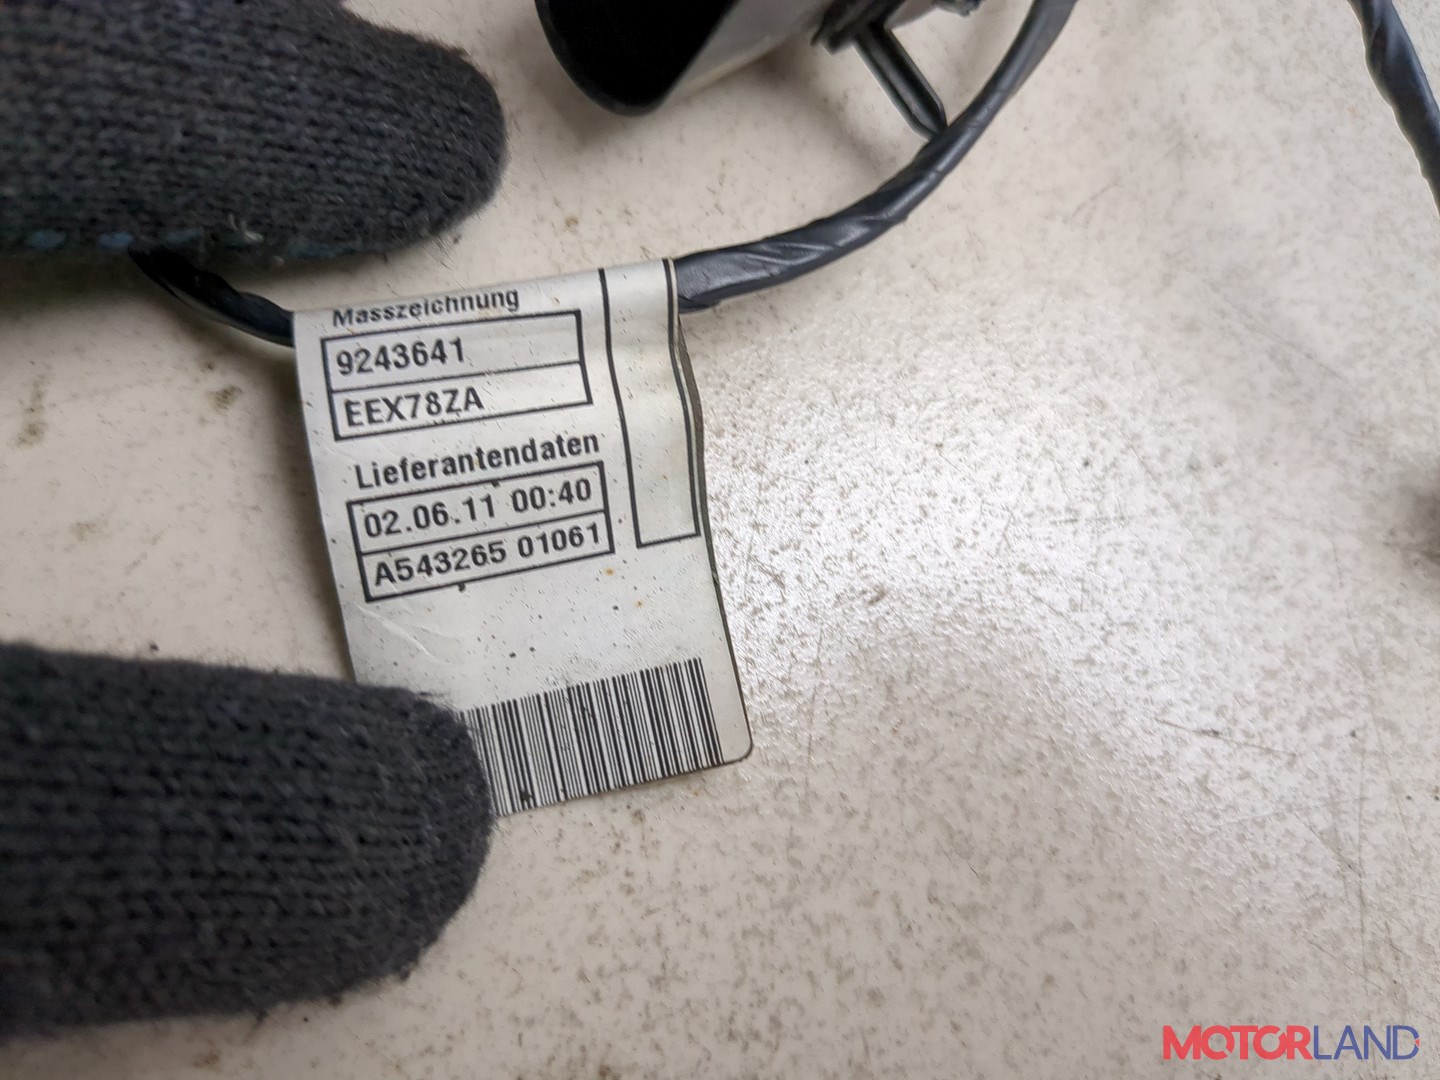 Masszeichnung
9243641
EEX78ZA
Lieferantendaten
02.06.11 00:40
A543265 01061
MOTORLAND